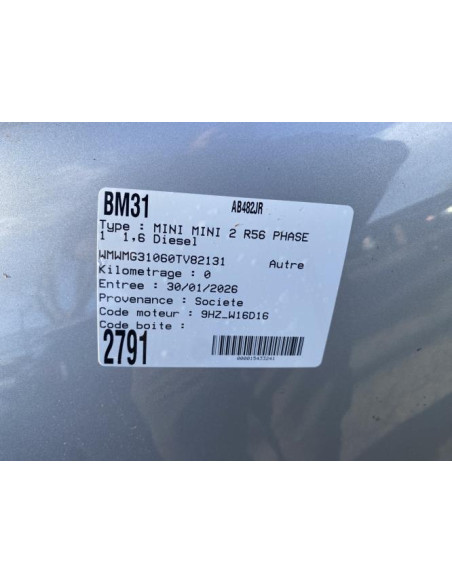 BM31 AB482JR
Type : MINI MINI 2 R56 PHASE
1 1,6 Diesel
WMWMG31060TV82131 Autre
Kilometrage : 0
Entree : 30/01/2026
Provenance : Societe
Code moteur : 9HZ_W16D16
Code boite :
2791